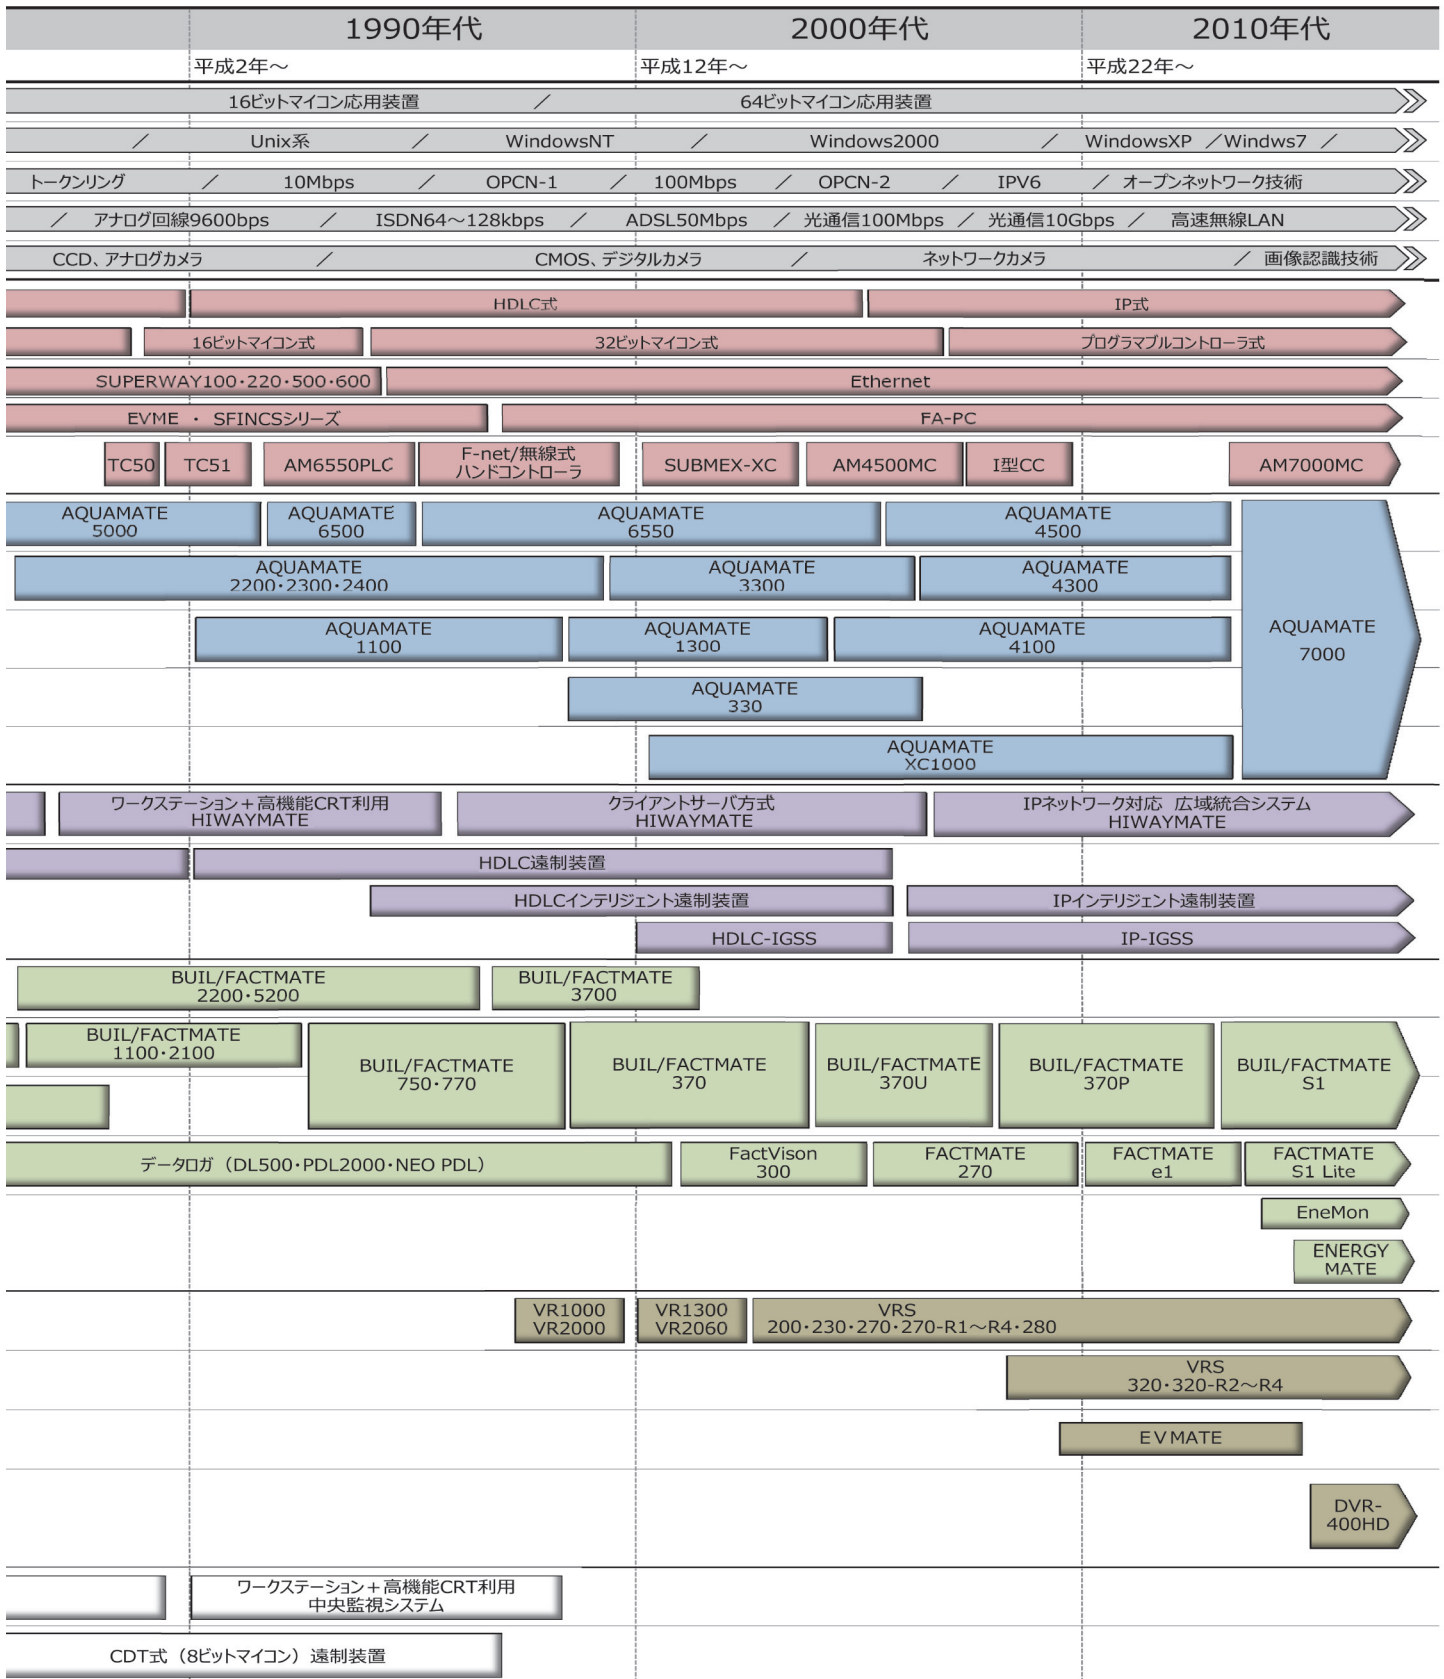 1990年代 2000年代 2010年代
平成2年～ 平成12年～ 平成22年～
16ビットマイコン応用装置 ／ 64ビットマイコン応用装置
／ Unix系 ／ WindowsNT ／ Windows2000 ／ WindowsXP ／Windws7 ／
トークンリング ／ 10Mbps ／ OPCN-1 ／ 100Mbps ／ OPCN-2 ／ IPV6 ／ オープンネットワーク技術
／ アナログ回線9600bps ／ ISDN64～128kbps ／ ADSL50Mbps ／ 光通信100Mbps ／ 光通信10Gbps ／ 高速無線LAN
CCD、アナログカメラ ／ CMOS、デジタルカメラ ／ ネットワークカメラ ／ 画像認識技術
HDLC式 IP式
16ビットマイコン式 32ビットマイコン式 プログラマブルコントローラ式
SUPERWAY100・220・500・600 Ethernet
EVME ・ SFINCSシリーズ FA-PC
TC50 TC51 AM6550PLC F-net/無線式
ハンドコントローラ SUBMEX-XC AM4500MC I型CC AM7000MC
AQUAMATE
5000
AQUAMATE
6500
AQUAMATE
6550
AQUAMATE
4500
AQUAMATE
2200・2300・2400
AQUAMATE
3300
AQUAMATE
4300
AQUAMATE
1100
AQUAMATE
1300
AQUAMATE
4100
AQUAMATE
7000
AQUAMATE
330
AQUAMATE
XC1000
ワークステーション＋高機能CRT利用
HIWAYMATE
クライアントサーバ方式
HIWAYMATE
IPネットワーク対応 広域統合システム
HIWAYMATE
HDLC遠制装置
HDLCインテリジェント遠制装置 IPインテリジェント遠制装置
HDLC-IGSS IP-IGSS
BUIL/FACTMATE
2200・5200
BUIL/FACTMATE
3700
BUIL/FACTMATE
1100・2100
BUIL/FACTMATE
750・770
BUIL/FACTMATE
370
BUIL/FACTMATE
370U
BUIL/FACTMATE
370P
BUIL/FACTMATE
S1
データロガ（DL500・PDL2000・NEO PDL）
FactVison
300
FACTMATE
270
FACTMATE
e1
FACTMATE
S1 Lite
EneMon
ENERGY
MATE
VR1000
VR2000
VR1300
VR2060
VRS
200・230・270・270-R1～R4・280
VRS
320・320-R2～R4
EVMATE
DVR-
400HD
ワークステーション＋高機能CRT利用
中央監視システム
CDT式（8ビットマイコン）遠制装置